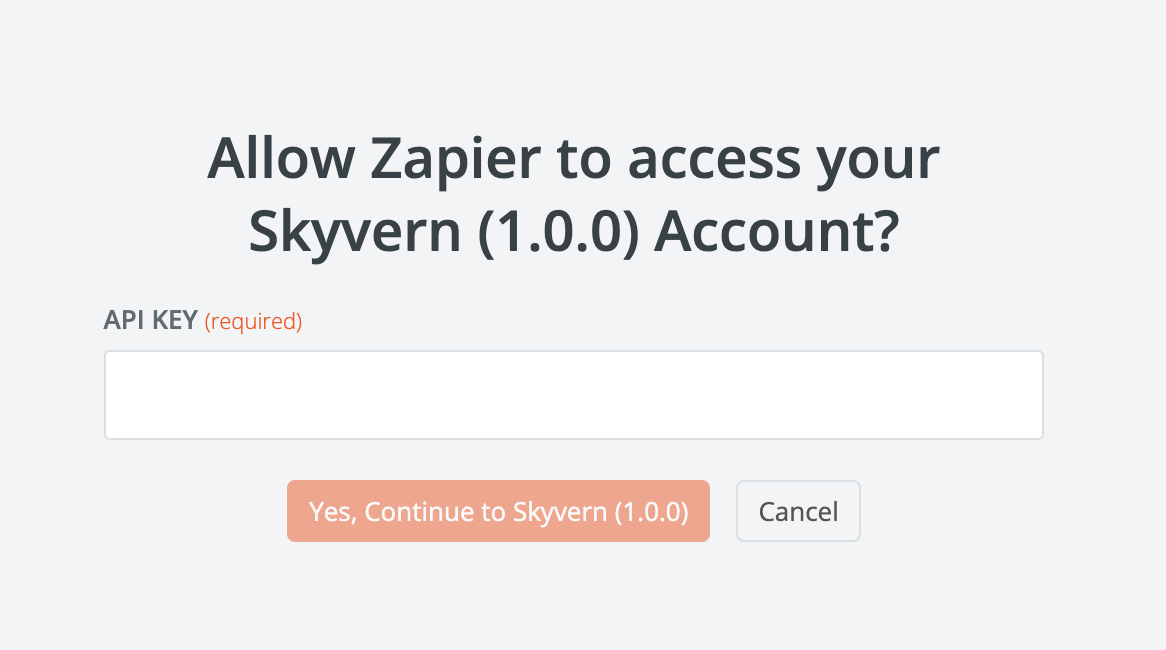 Allow Zapier to access your
Skyvern (1.0.0) Account?
API KEY (required)
Yes, Continue to Skyvern (1.0.0)
Cancel